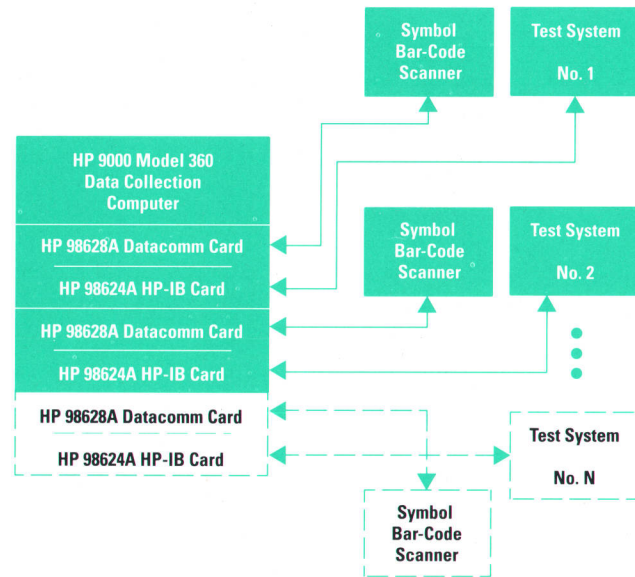 Symbol
Bar-Code
Scanner
Test System
No. 1
HP 9000 Model 360
Data Collection
Computer
HP 98628A Datacomm Card
HP 98624A HP-IB Card
Symbol
Bar-Code
Scanner
Test System
No. 2
HP 98628A Datacomm Card
HP 98624A HP-IB Card
HP 98628A Datacomm Card
HP 98624A HP-IB Card
Test System
No. N
Symbol
Bar-Code
Scanner